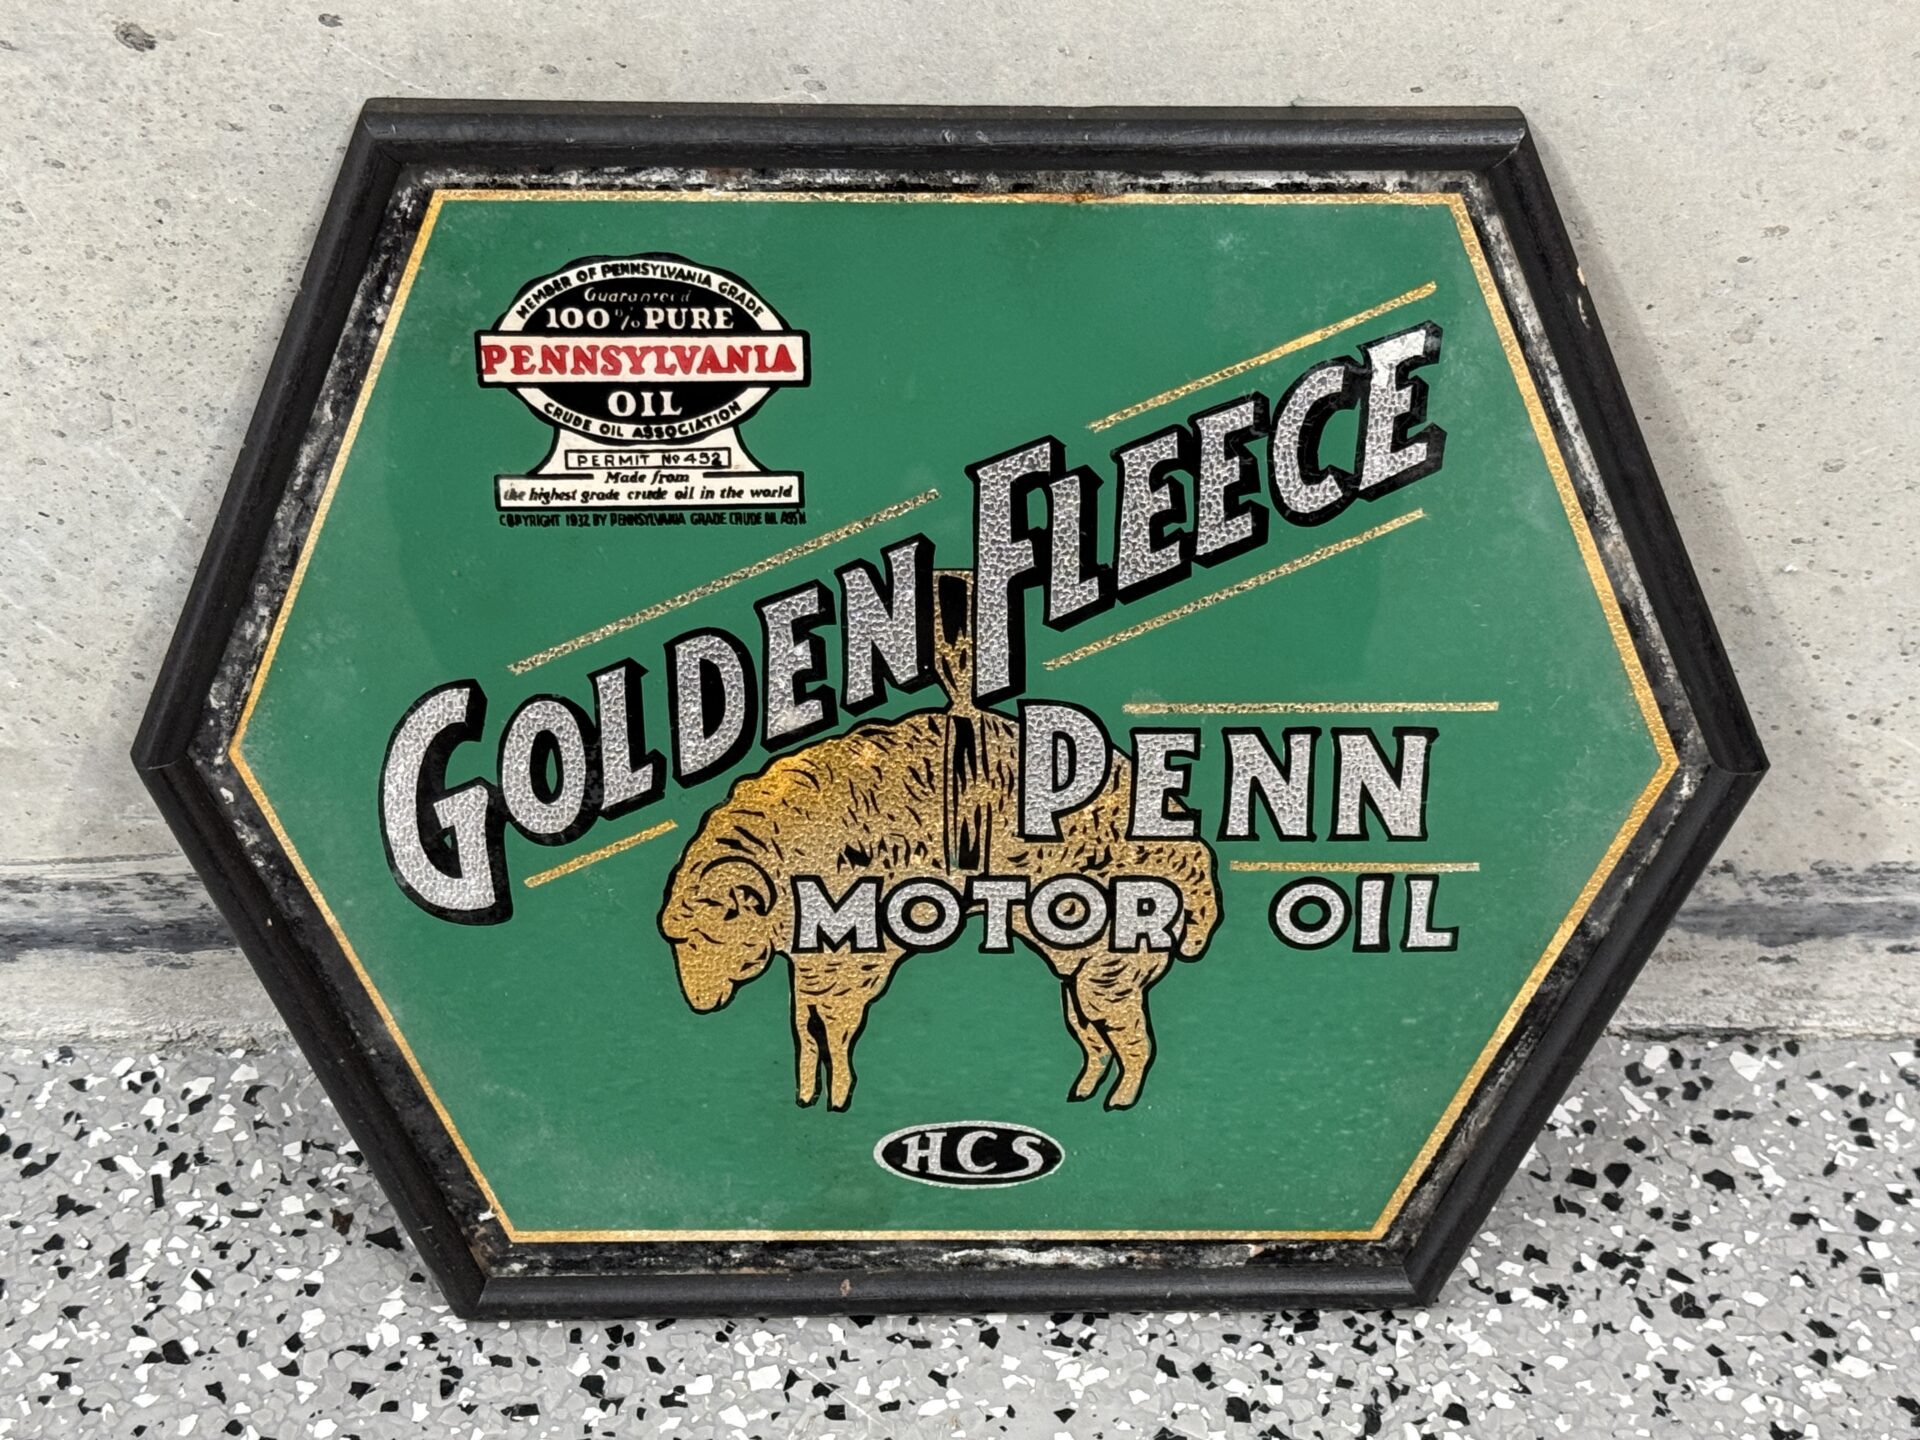 MEMBER OF PENNSYLVANIA GRADE
Guaranteed
100% PURE
PENNSYLVANIA
OIL
CRUDE OIL ASSOCIATION
PERMIT No 452
Made from
the highest grade crude oil in the world
COPYRIGHT 1932 BY PENNSYLVANIA GRADE CRUDE OIL ASS'N
GOLDEN FLEECE
PENN
MOTOR OIL
HCS